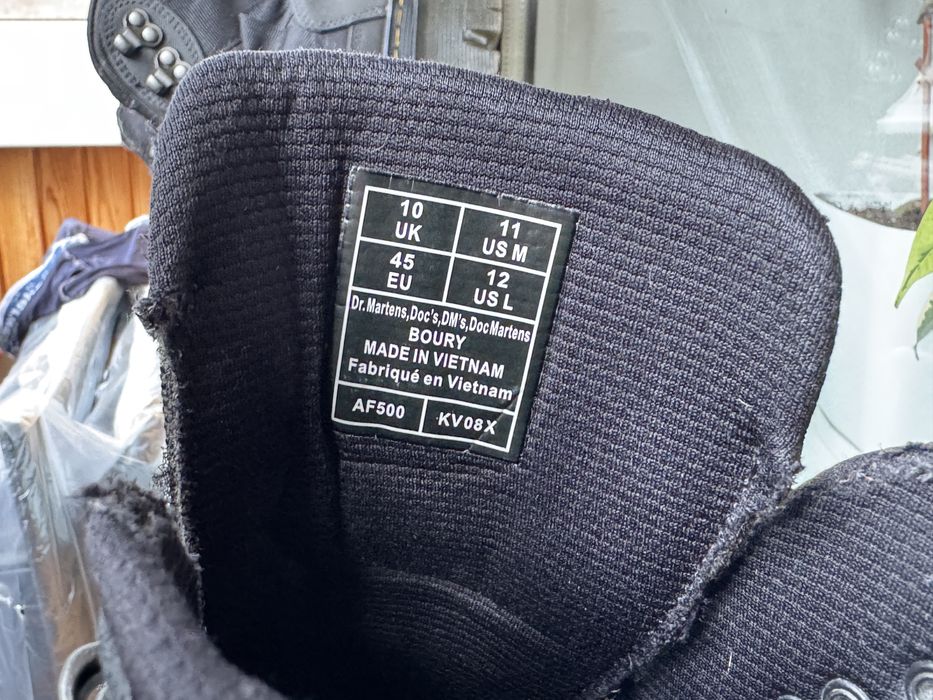 10
UK
11
US M
45
EU
12
US L
Dr.Martens,Doc's,DM's,DocMartens
BOURY
MADE IN VIETNAM
Fabriqué en Vietnam
AF500
KV08X